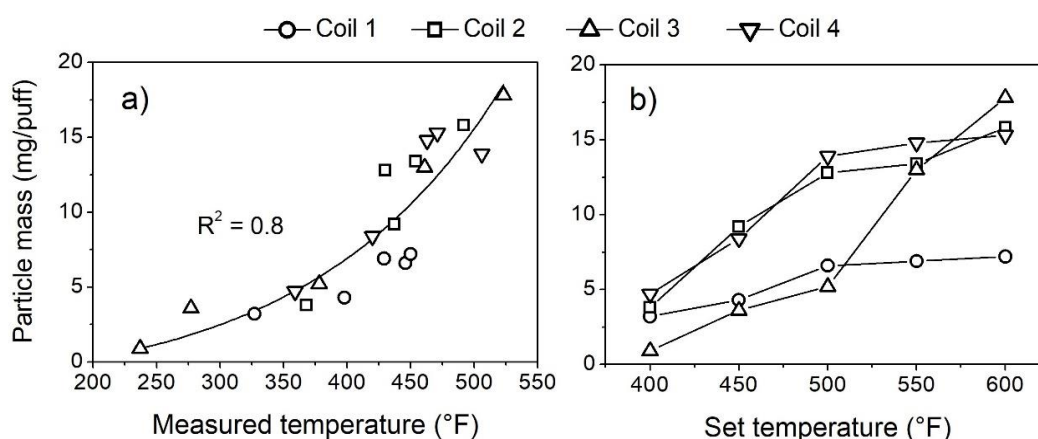 Coil 1 Coil 2 Coil 3 Coil 4
a)
R² = 0.8
Particle mass (mg/puff)
20
15
10
5
0
200 250 300 350 400 450 500 550
Measured temperature (°F)
b)
20
15
10
5
0
400 450 500 550 600
Set temperature (°F)